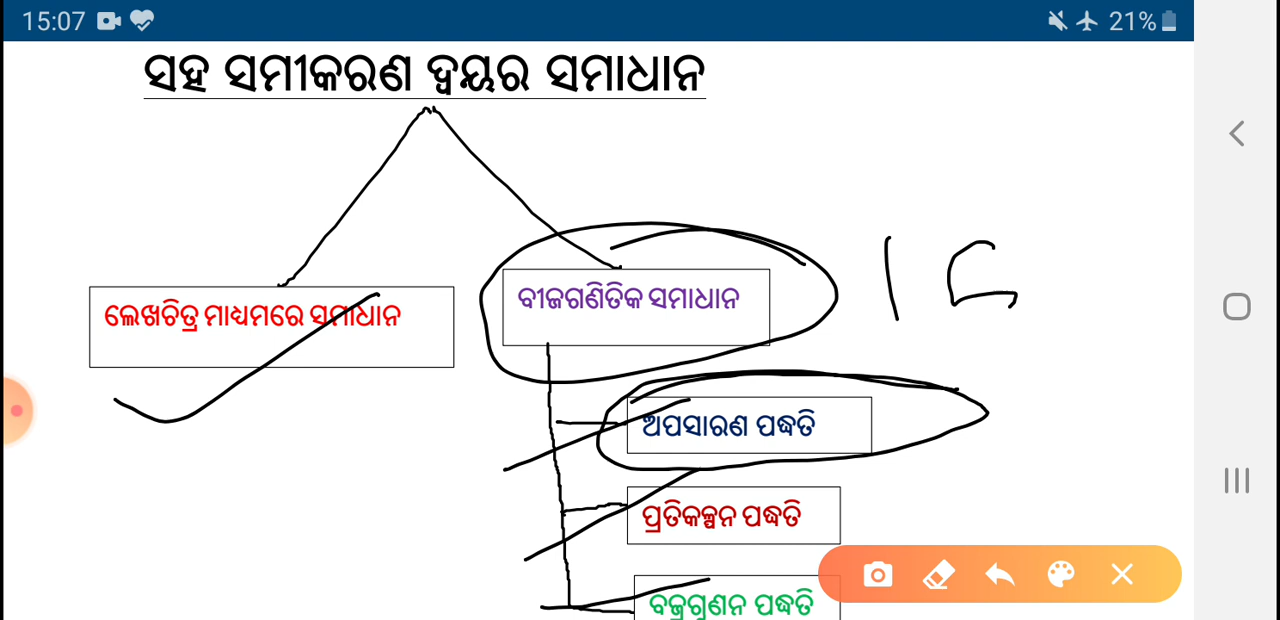 15:07 21%
ସହ ସମୀକରଣ ଦ୍ୱୟର ସମାଧାନ
ଲେଖଚିତ୍ର ମାଧ୍ୟମରେ ସମାଧାନ
ବୀଜଗଣିତିକ ସମାଧାନ
ଅପସାରଣ ପଦ୍ଧତି
ପ୍ରତିକଳ୍ପନ ପଦ୍ଧତି
ବଜ୍ରଗୁଣନ ପଦ୍ଧତି